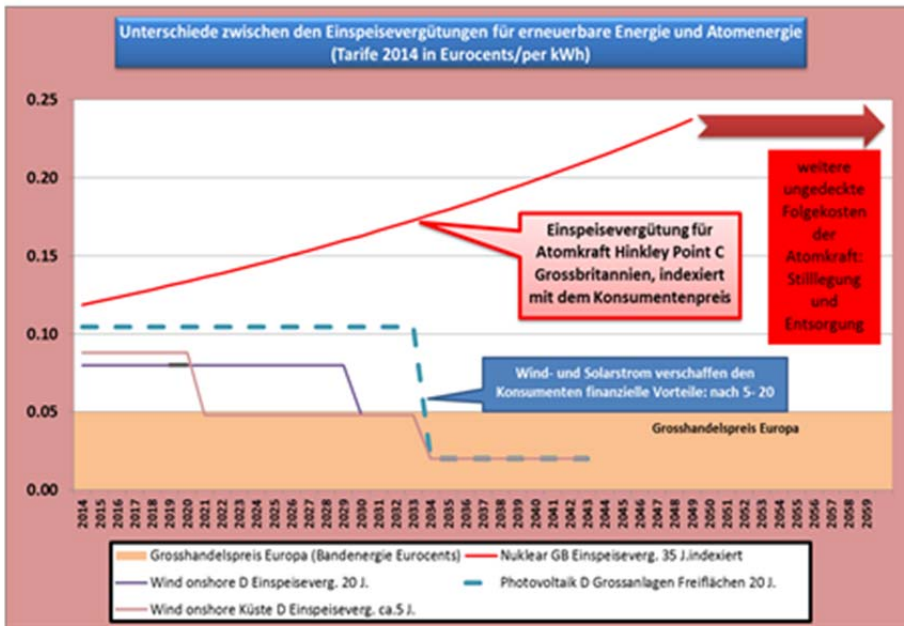 Unterschiede zwischen den Einspeisevergütungen für erneuerbare Energie und Atomenergie
(Tarife 2014 in Eurocents/per kWh)
0.25
0.20
0.15
0.10
0.05
0.00
weitere
ungedeckte
Folgekosten
der
Atomkraft:
Stilllegung
und
Entsorgung
Einspeisevergütung für
Atomkraft Hinkley Point C
Grossbritannien, indexiert
mit dem Konsumentenpreis
Wind- und Solarstrom verschaffen den
Konsumenten finanzielle Vorteile: nach 5- 20
Grosshandelspreis Europa
2014 2015 2016 2017 2018 2019 2020 2021 2022 2023 2024 2025 2026 2027 2028 2029 2030 2031 2032 2033 2034 2035 2036 2037 2038 2039 2040 2041 2042 2043 2044 2045 2046 2047 2048 2049 2050 2051 2052 2053 2054 2055 2056 2057 2058 2059
Grosshandelspreis Europa (Bandenergie Eurocents)
Nuklear GB Einspeiseverg. 35 J.indexiert
Wind onshore D Einspeiseverg. 20 J.
Photovoltaik D Grossanlagen Freiflächen 20 J.
Wind onshore Küste D Einspeiseverg. ca.5 J.